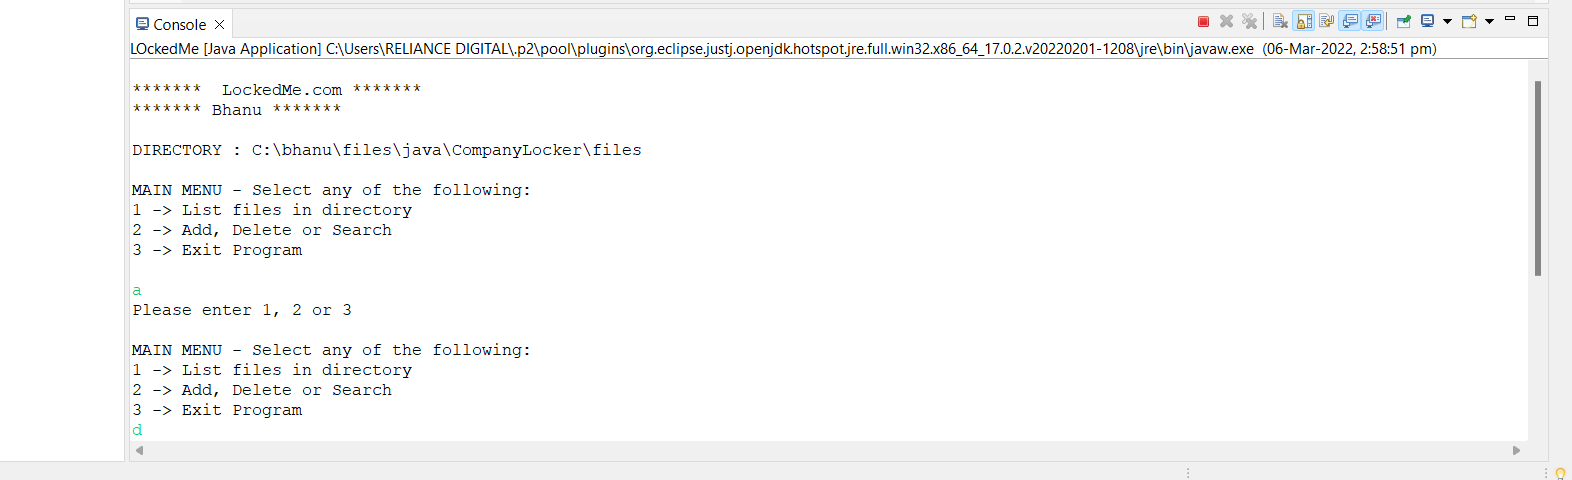 Console
LOckedMe [Java Application] C:\Users\RELIANCE DIGITAL\.p2\pool\plugins\org.eclipse.justj.openjdk.hotspot.jre.full.win32.x86_64_17.0.2.v20220201-1208\jre\bin\javaw.exe (06-Mar-2022, 2:58:51 pm)
*******  LockedMe.com *******
******* Bhanu *******
DIRECTORY : C:\bhanu\files\java\CompanyLocker\files
MAIN MENU - Select any of the following:
1 -> List files in directory
2 -> Add, Delete or Search
3 -> Exit Program
a
Please enter 1, 2 or 3
MAIN MENU - Select any of the following:
1 -> List files in directory
2 -> Add, Delete or Search
3 -> Exit Program
d